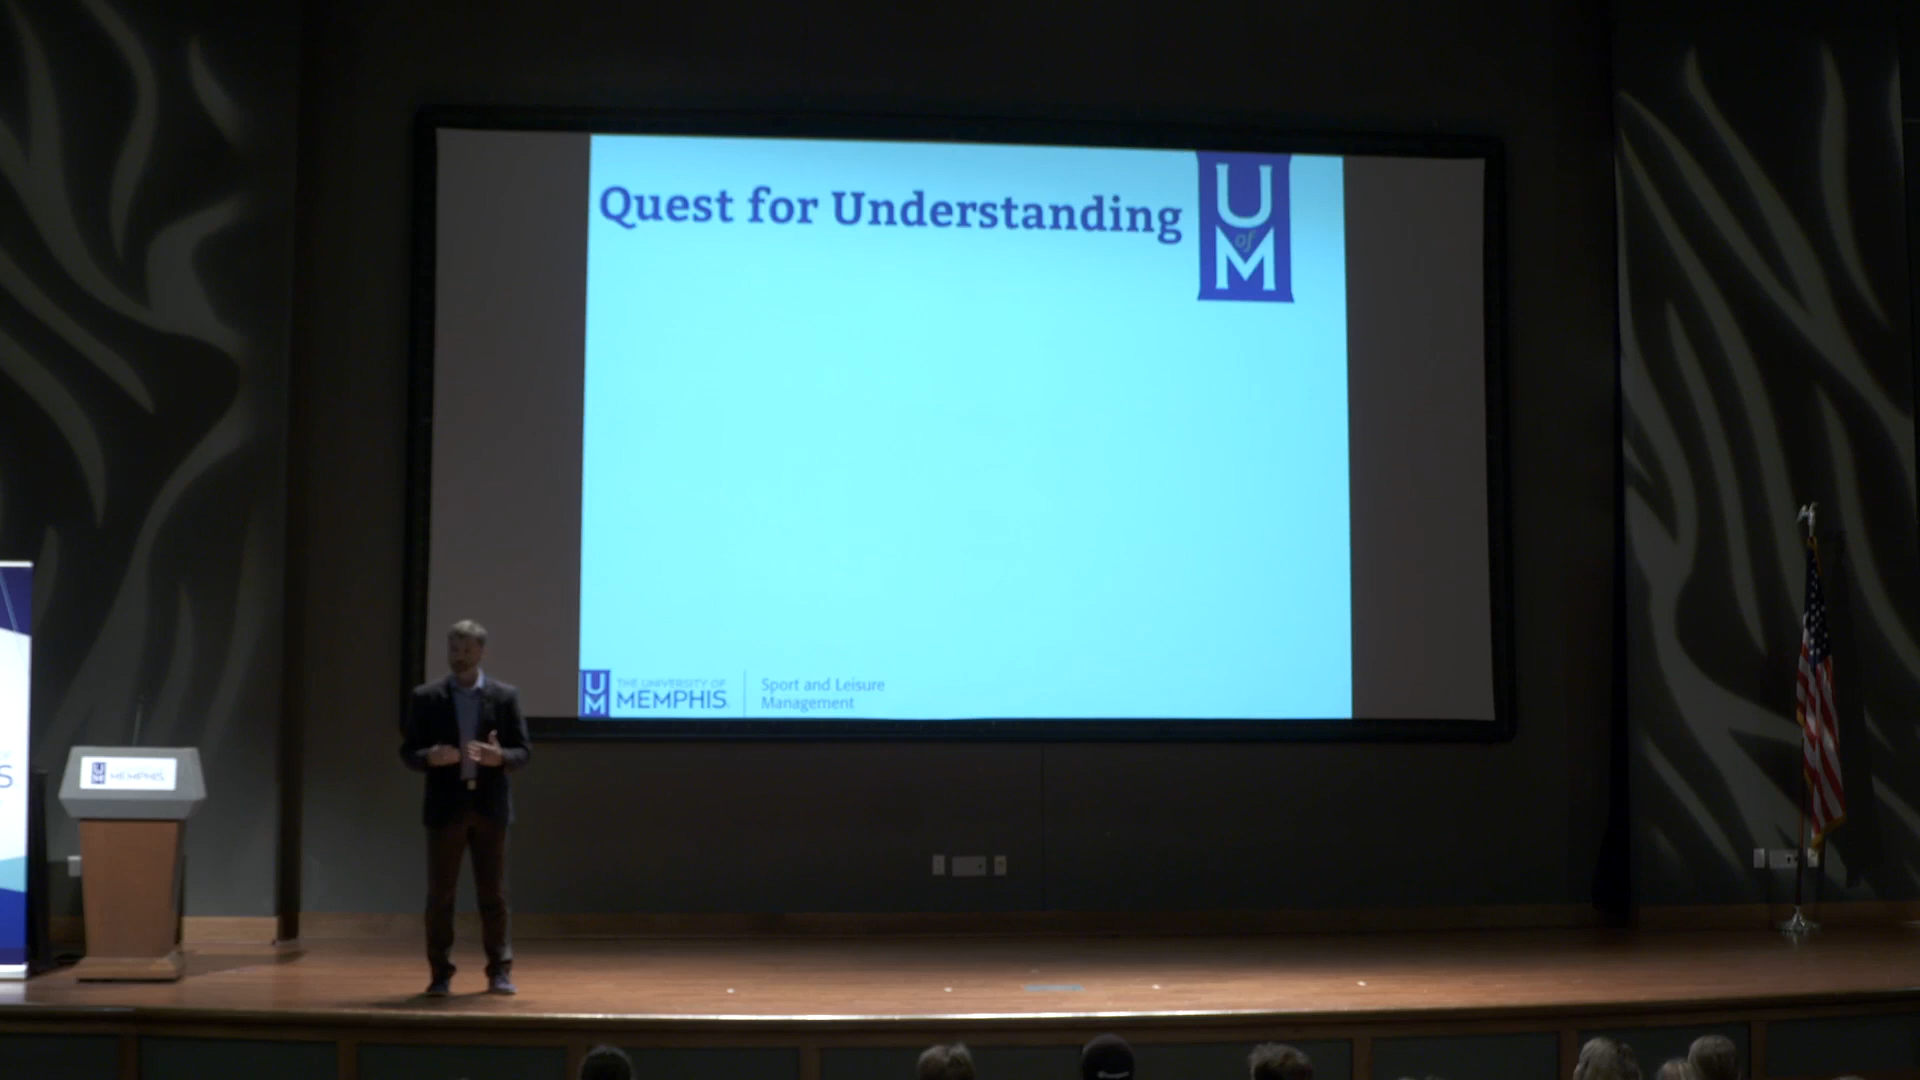 Quest for Understanding
U
of
M
U
M
THE UNIVERSITY OF
MEMPHIS.
Sport and Leisure
Management
U
M
MEMPHIS
S